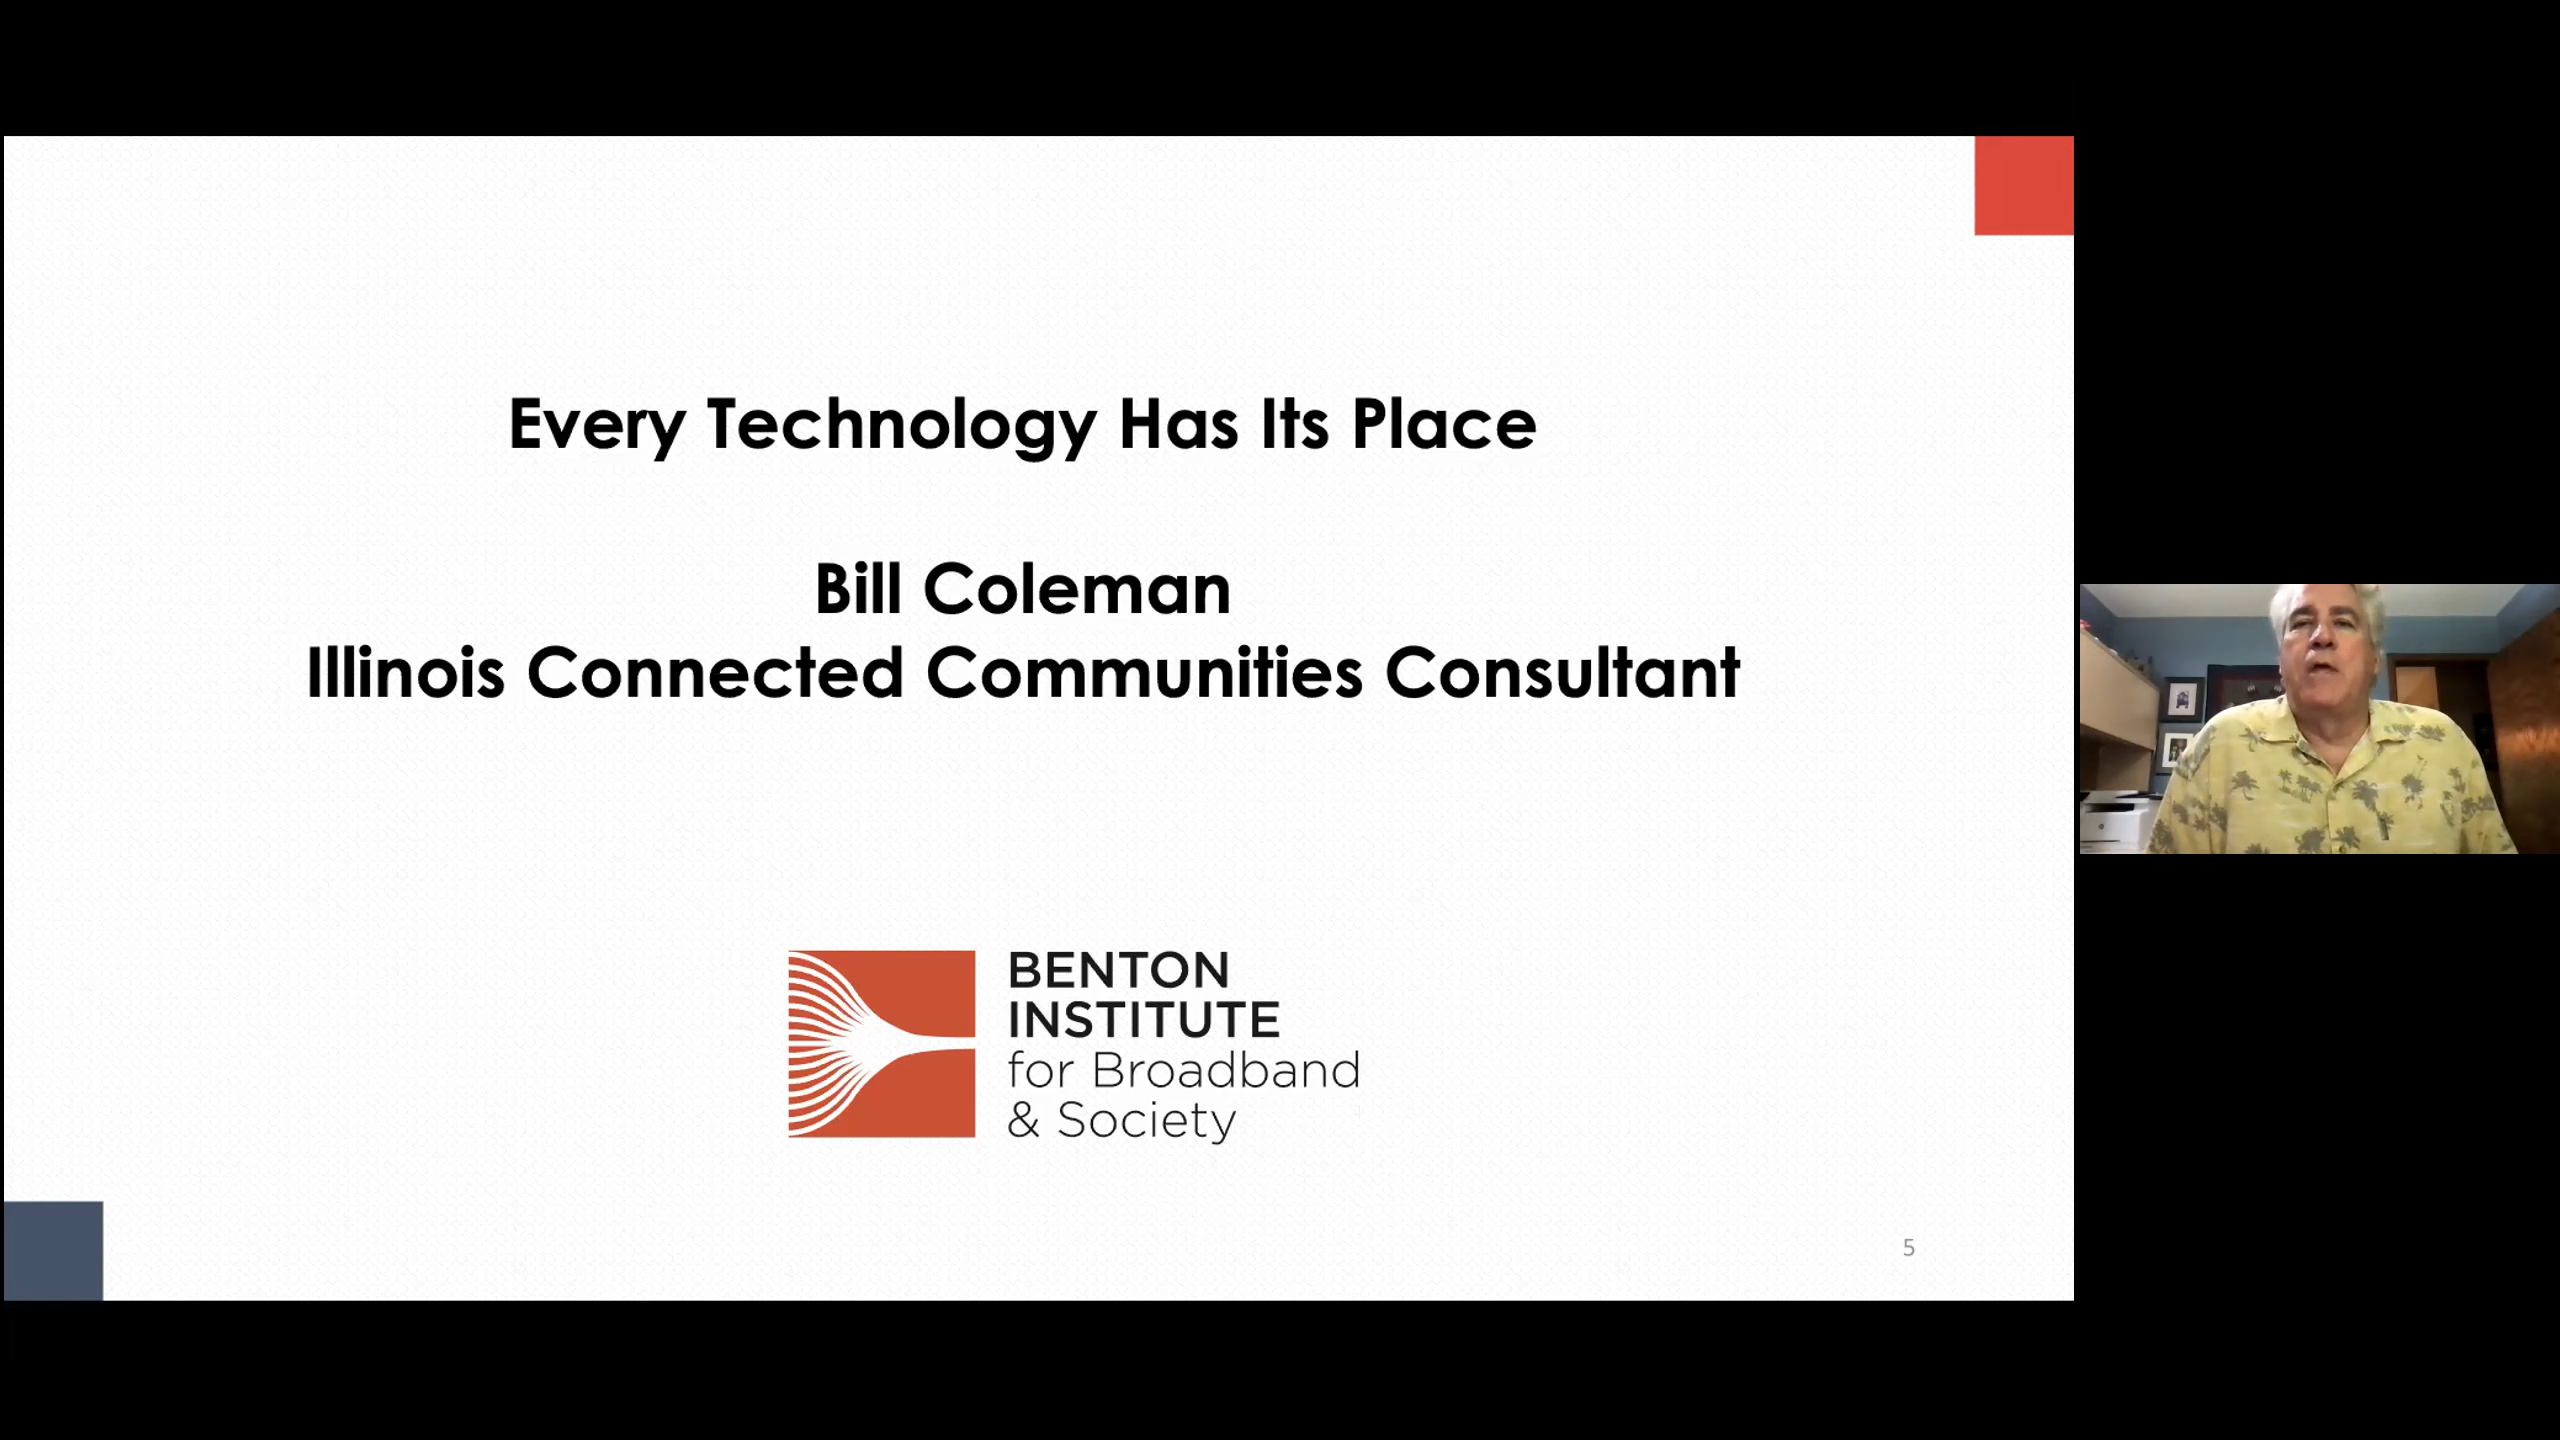 Every Technology Has Its Place
Bill Coleman
Illinois Connected Communities Consultant
BENTON
INSTITUTE
for Broadband
& Society
5